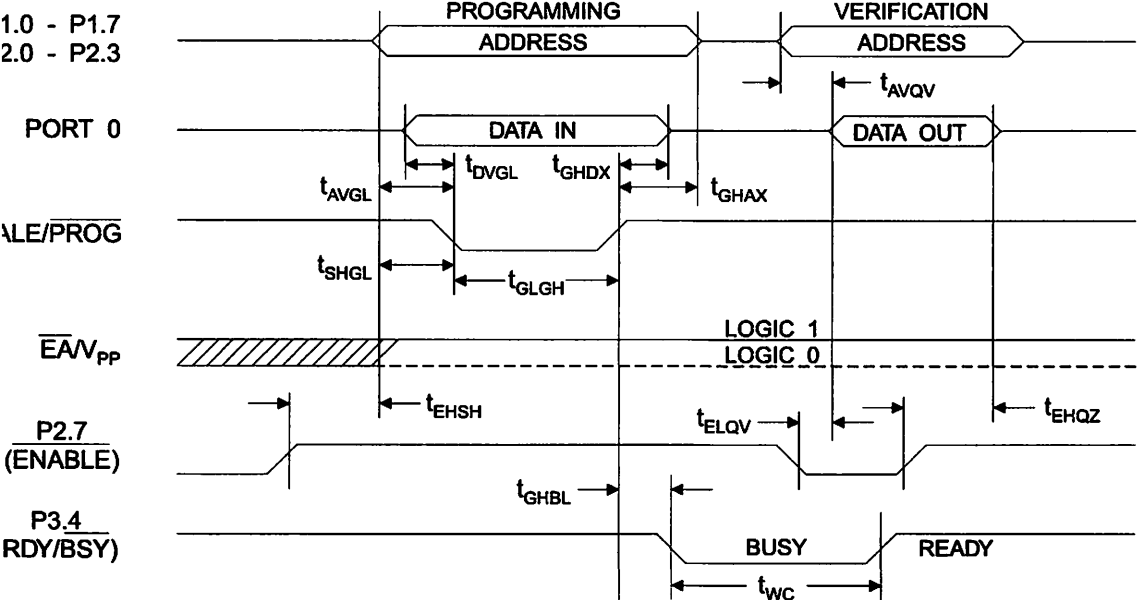 PROGRAMMING VERIFICATION
1.0 - P1.7
2.0 - P2.3
ADDRESS ADDRESS
tAVQV
PORT 0 DATA IN DATA OUT
tDVGL tGHDX
tAVGL tGHAX
ALE/PROG
tSHGL tGLGH
EA/VPP LOGIC 1
LOGIC 0
tEHSH tELQV tEHQZ
P2.7
(ENABLE)
tGHBL
P3.4
RDY/BSY) BUSY READY
tWC